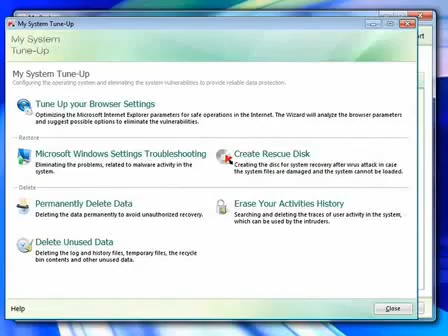 My System Tune-Up
My System
Tune-Up
My System Tune-Up
Configuring the operating system and eliminating the system vulnerabilities to provide reliable data protection.
Tune Up your Browser Settings
Optimizing the Microsoft Internet Explorer parameters for safe operations in the Internet. The Wizard will analyze the browser parameters
and suggest possible options to eliminate the vulnerabilities.
Restore
Microsoft Windows Settings Troubleshooting
Eliminating the problems, related to malware activity in the
system.
Create Rescue Disk
Creating the disc for system recovery after virus attack in case
the system files are damaged and the system cannot be loaded.
Delete
Permanently Delete Data
Deleting the data permanently to avoid unauthorized recovery.
Erase Your Activities History
Searching and deleting the traces of user activity in the system,
which can be used by the intruders.
Delete Unused Data
Deleting the log and history files, temporary files, the recycle
bin contents and other unused data.
Help
Close